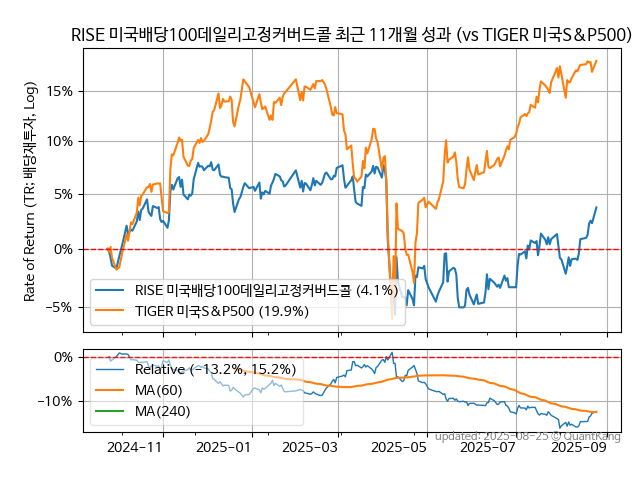 RISE 미국배당100데일리고정커버드콜 최근 11개월 성과 (vs TIGER 미국S&P500)
Rate of Return (TR: 배당재투자, Log)
15%
10%
5%
0%
−5%
RISE 미국배당100데일리고정커버드콜 (4.1%)
TIGER 미국S&P500 (19.9%)
0%
−10%
Relative (−13.2%, 15.2%)
MA(60)
MA(240)
updated: 2025-08-25 © QuantKang
2024-11
2025-01
2025-03
2025-05
2025-07
2025-09